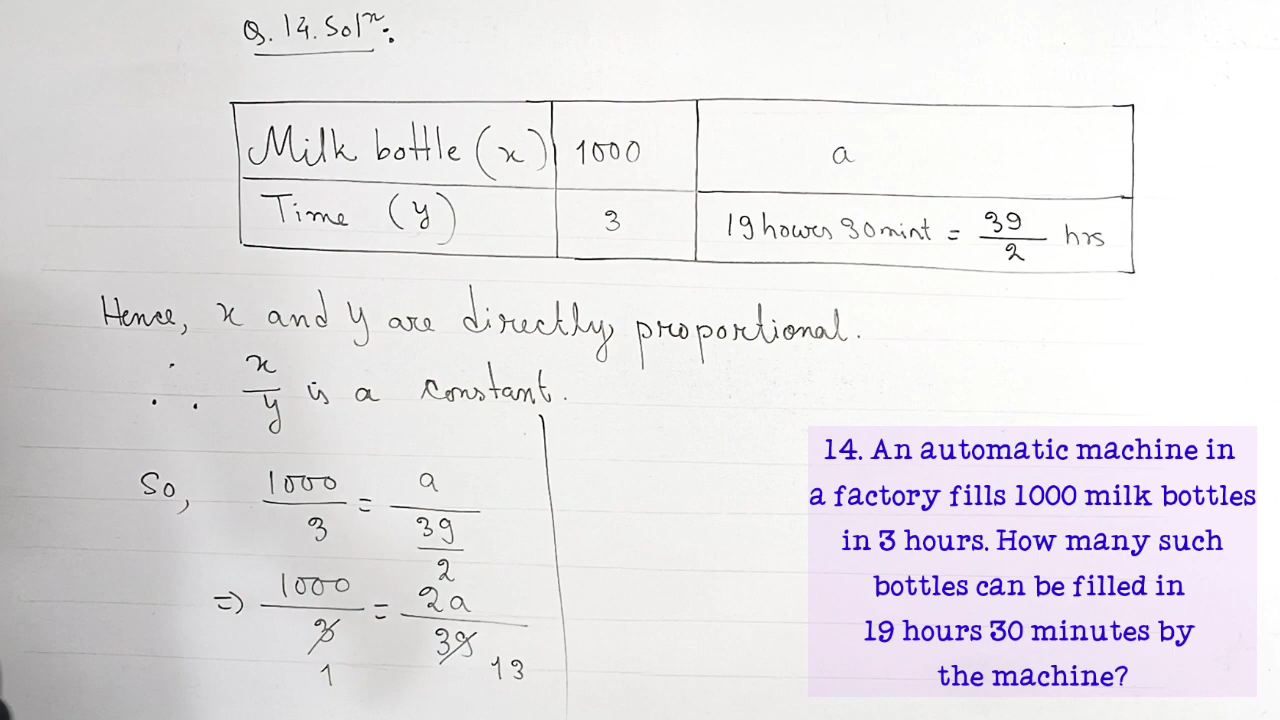 Q. 14. Solⁿ:
Milk bottle (x) 1000 a
Time (y) 3 19 hours 30 mint = 39/2 hrs
Hence, x and y are directly proportional.
∴ x/y is a constant.
So, 1000/3 = a/(39/2)
⇒ 1000/3 = 2a/39
1 13
14. An automatic machine in
a factory fills 1000 milk bottles
in 3 hours. How many such
bottles can be filled in
19 hours 30 minutes by
the machine?